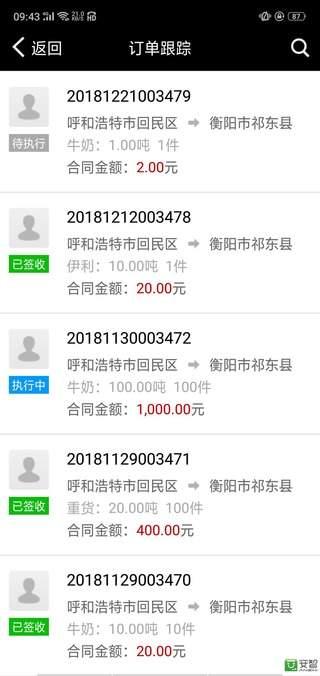 09:43
21.0
KB/S
87
返回
订单跟踪
20181221003479
呼和浩特市回民区 衡阳市祁东县
待执行
牛奶：1.00吨 1件
合同金额：2.00元
20181212003478
呼和浩特市回民区 衡阳市祁东县
已签收
伊利：10.00吨 1件
合同金额：20.00元
20181130003472
呼和浩特市回民区 衡阳市祁东县
执行中
牛奶：100.00吨 100件
合同金额：1,000.00元
20181129003471
呼和浩特市回民区 衡阳市祁东县
已签收
重货：20.00吨 100件
合同金额：400.00元
20181129003470
呼和浩特市回民区 衡阳市祁东县
已签收
牛奶：10.00吨 10件
合同金额：20.00元
安智